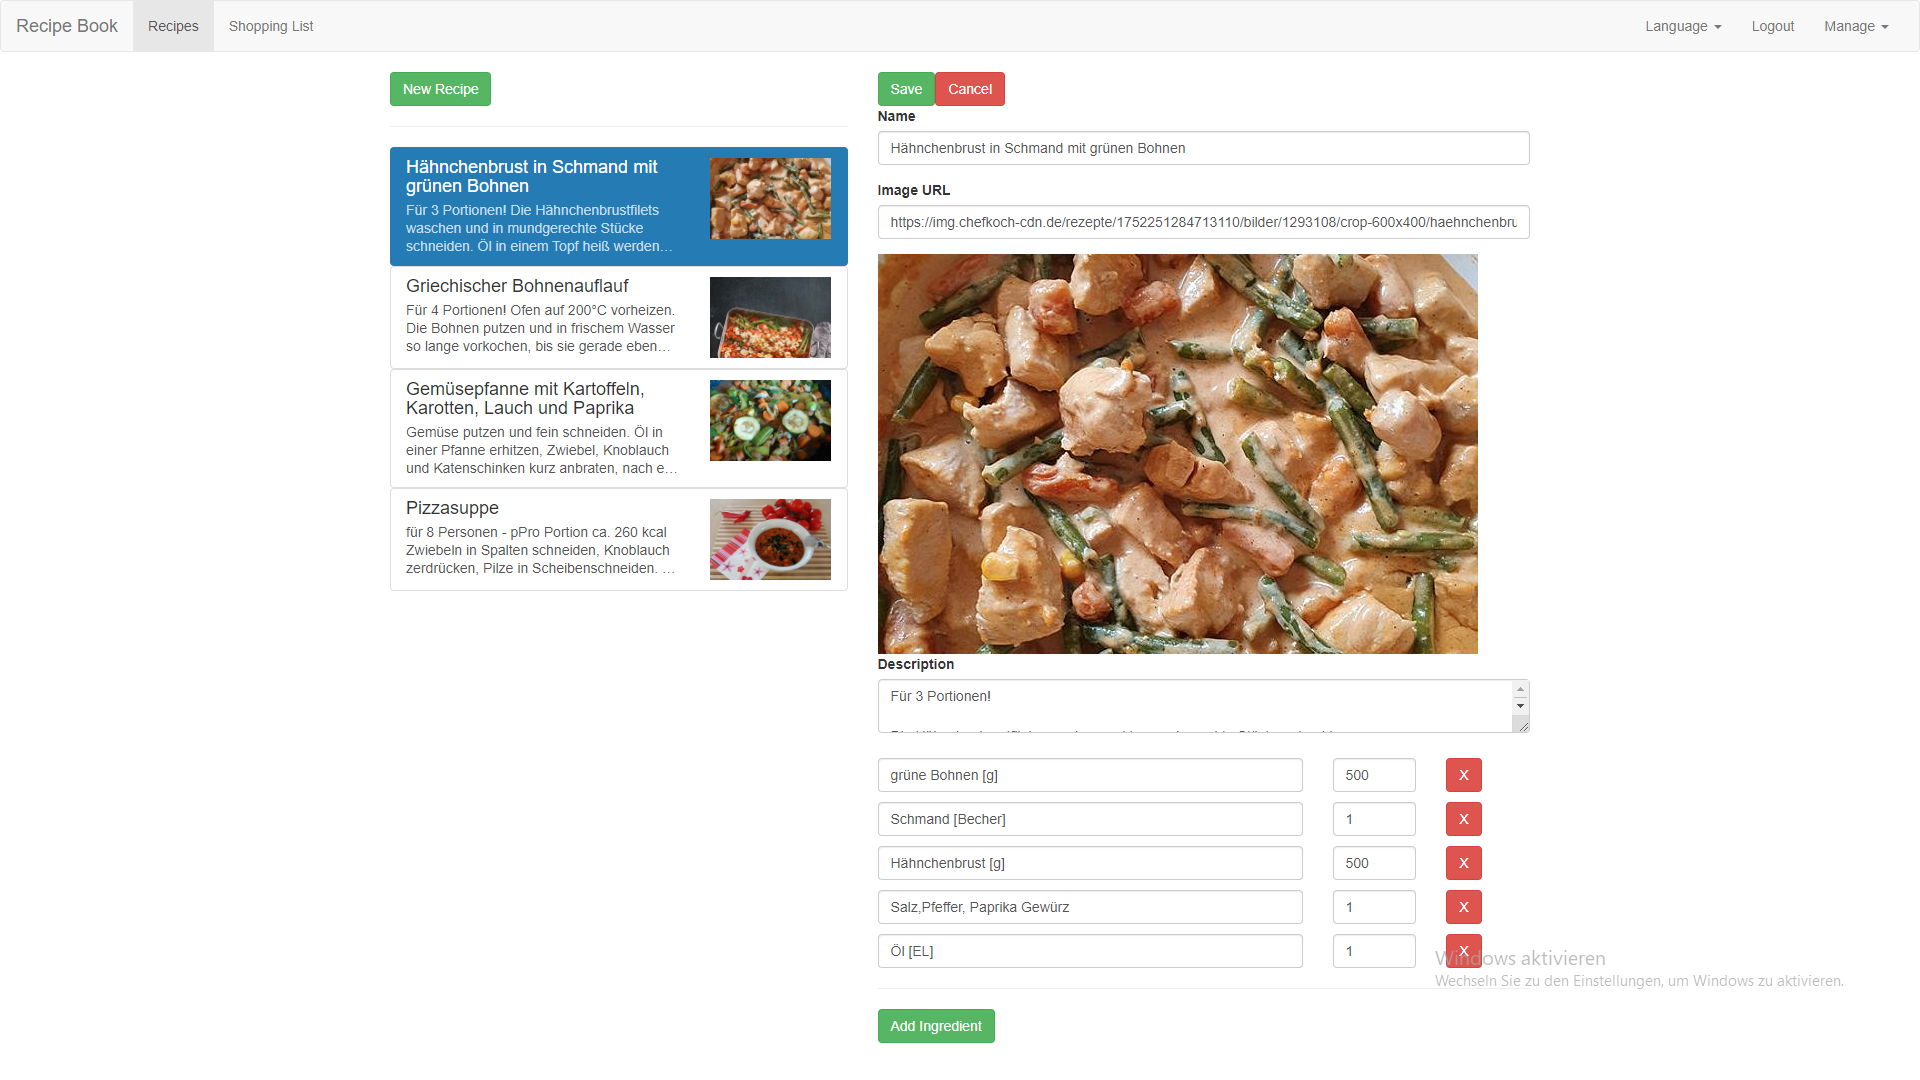 Recipe Book
Recipes
Shopping List
Language
Logout
Manage
New Recipe
Hähnchenbrust in Schmand mit
grünen Bohnen
Für 3 Portionen! Die Hähnchenbrustfilets
waschen und in mundgerechte Stücke
schneiden. Öl in einem Topf heiß werden…
Griechischer Bohnenauflauf
Für 4 Portionen! Ofen auf 200°C vorheizen.
Die Bohnen putzen und in frischem Wasser
so lange vorkochen, bis sie gerade eben…
Gemüsepfanne mit Kartoffeln,
Karotten, Lauch und Paprika
Gemüse putzen und fein schneiden. Öl in
einer Pfanne erhitzen, Zwiebel, Knoblauch
und Katenschinken kurz anbraten, nach e…
Pizzasuppe
für 8 Personen - pPro Portion ca. 260 kcal
Zwiebeln in Spalten schneiden, Knoblauch
zerdrücken, Pilze in Scheibenschneiden. …
Save
Cancel
Name
Hähnchenbrust in Schmand mit grünen Bohnen
Image URL
https://img.chefkoch-cdn.de/rezepte/1752251284713110/bilder/1293108/crop-600x400/haehnchenbru
Description
Für 3 Portionen!
grüne Bohnen [g]
500
X
Schmand [Becher]
1
X
Hähnchenbrust [g]
500
X
Salz,Pfeffer, Paprika Gewürz
1
X
Öl [EL]
1
X
Add Ingredient
Windows aktivieren
Wechseln Sie zu den Einstellungen, um Windows zu aktivieren.